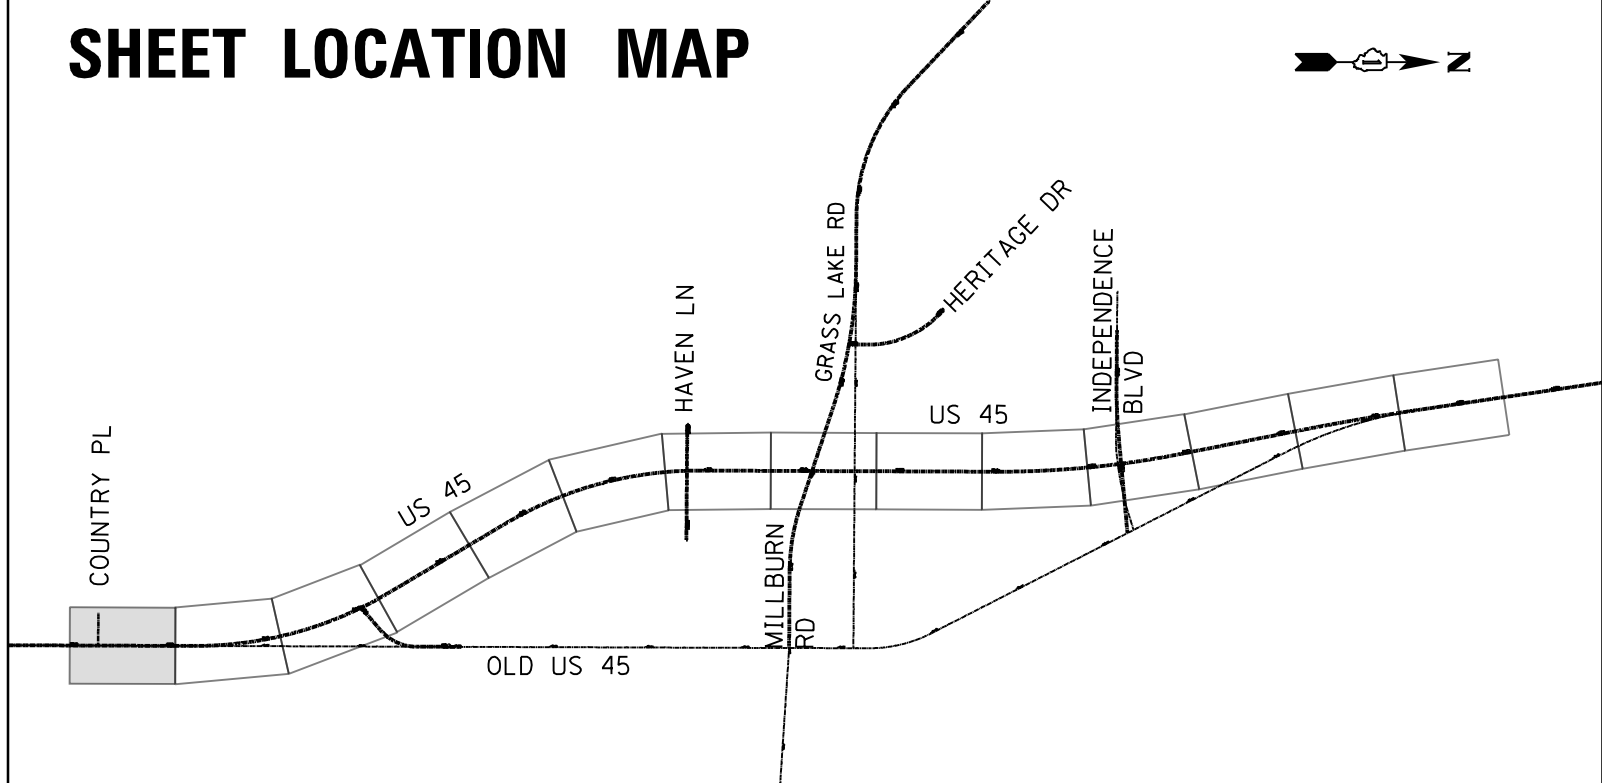 SHEET LOCATION MAP
N
HERITAGE DR
GRASS LAKE RD
INDEPENDENCE
BLVD
HAVEN LN
US 45
COUNTRY PL
US 45
MILLBURN
RD
OLD US 45